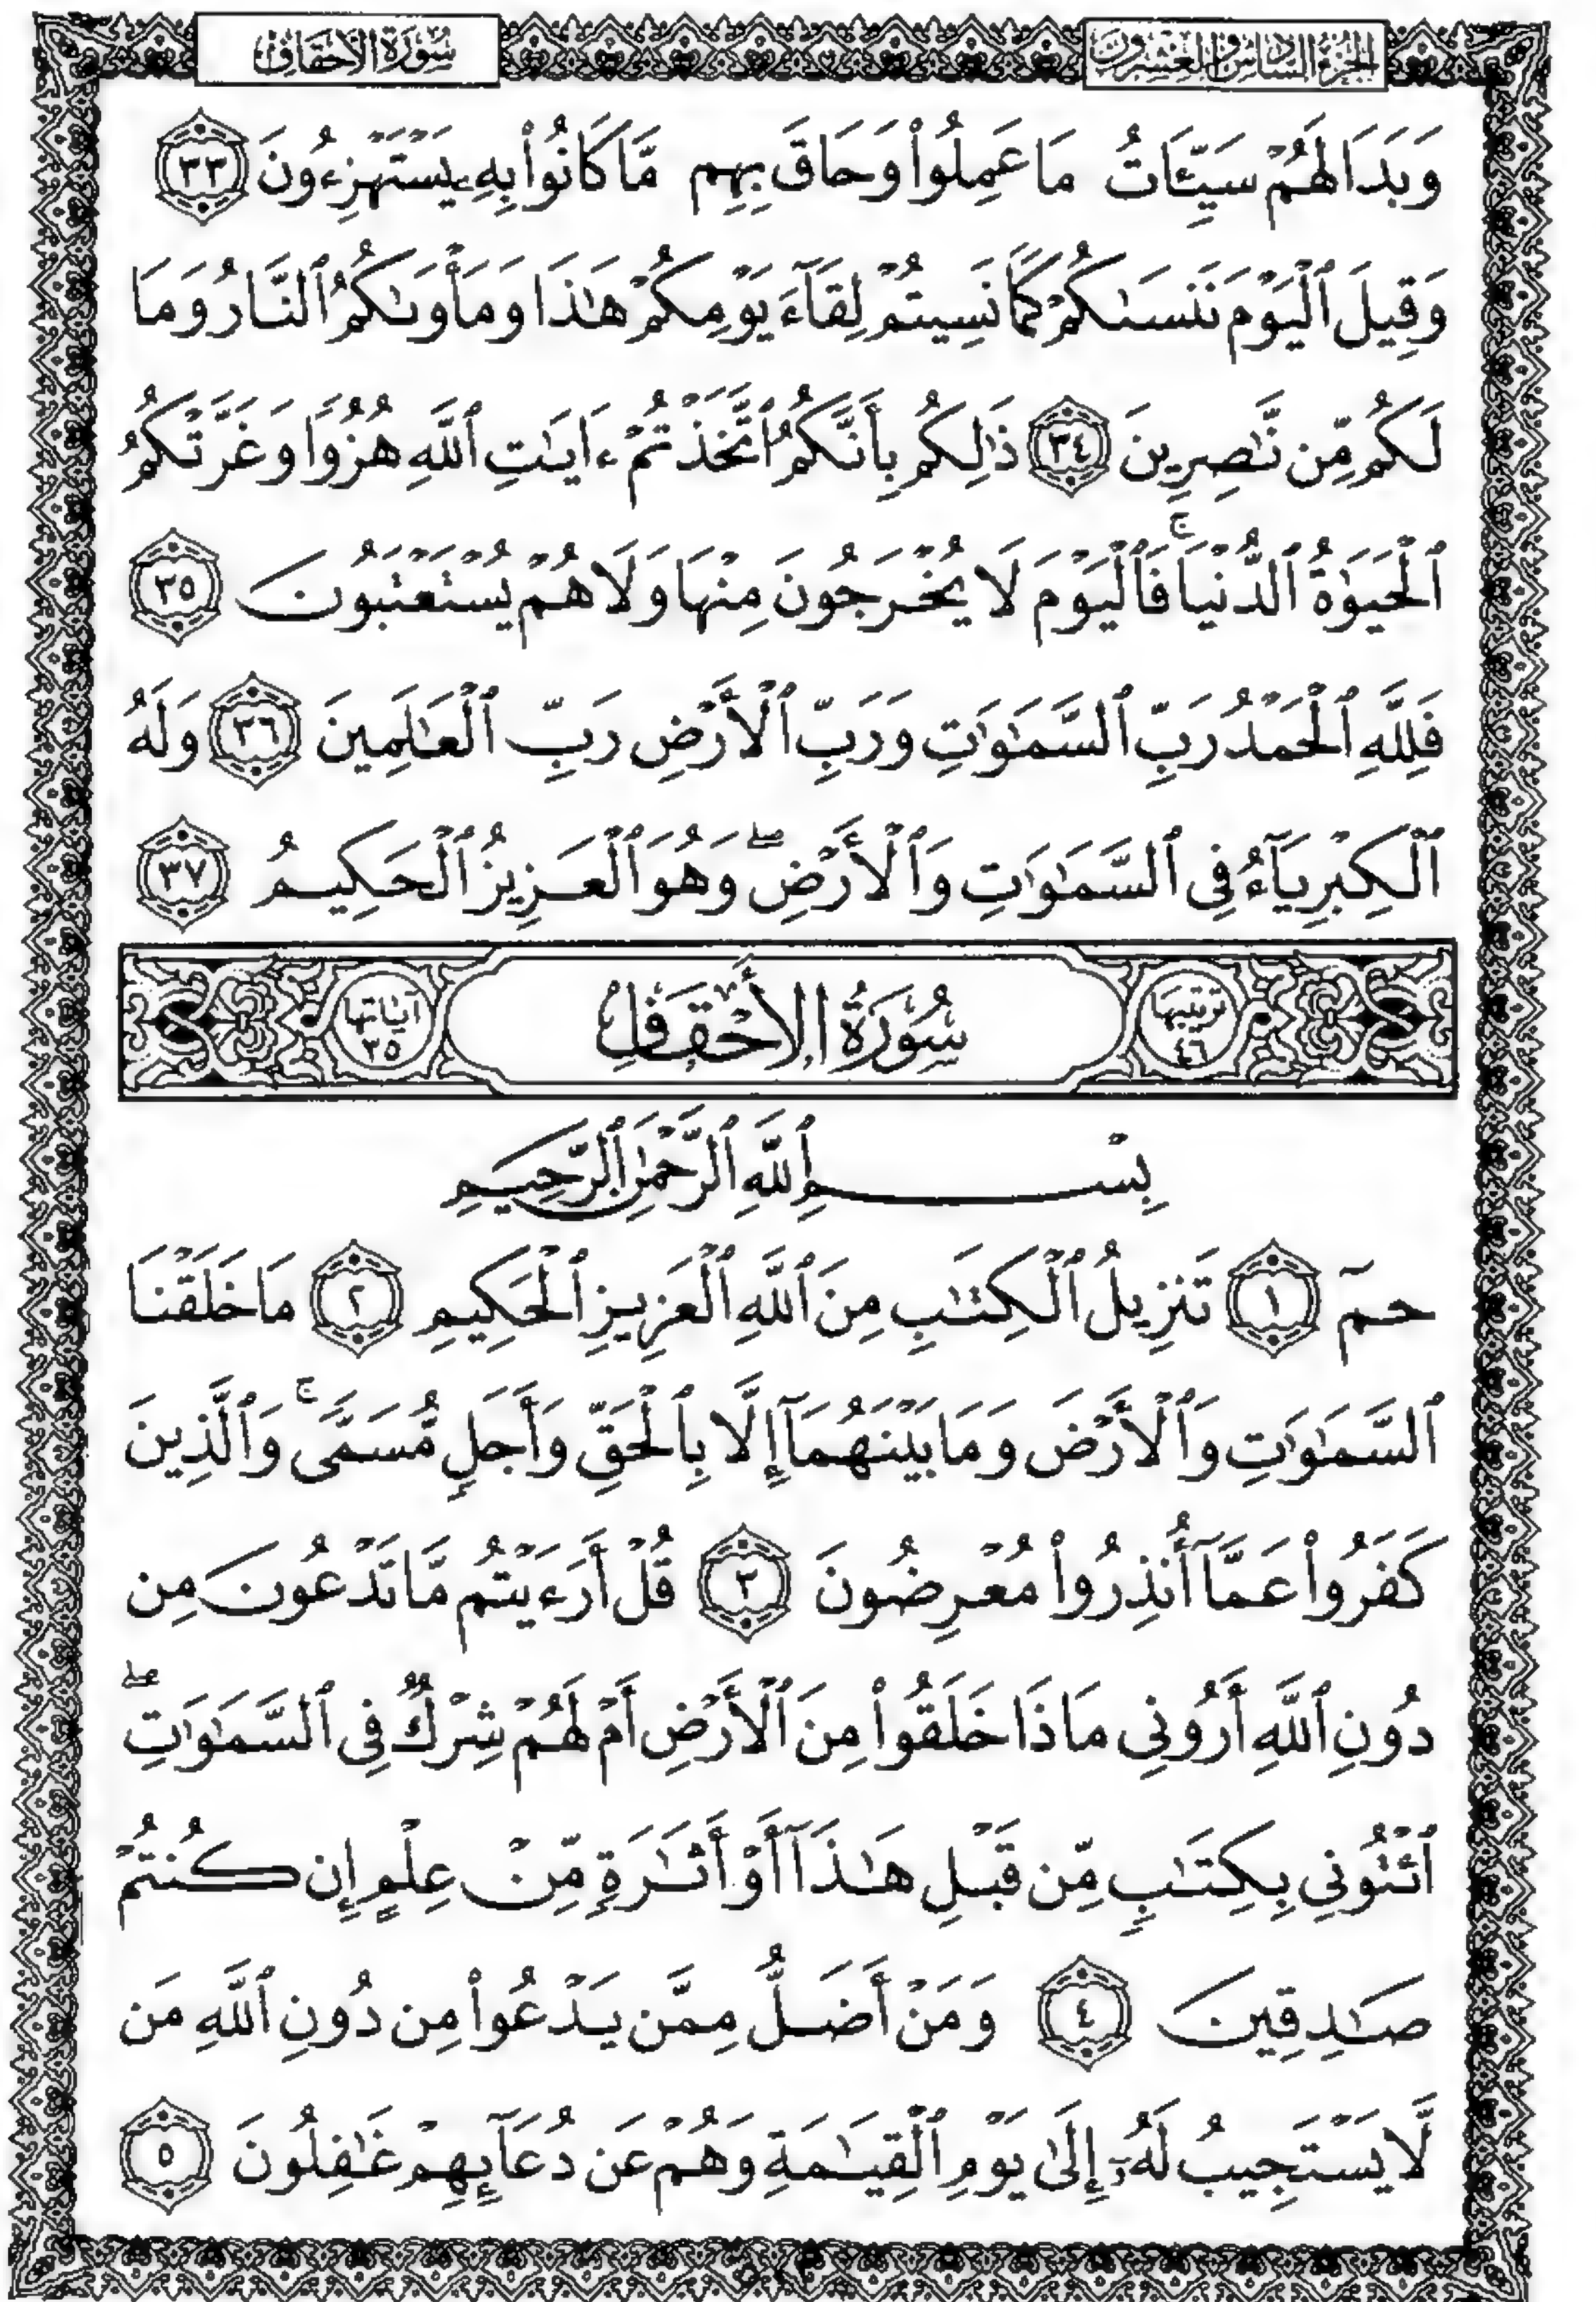 الجزء السادس والعشرون
سورة الأحقاف
وَبَدَا لَهُمْ سَيِّـَٔاتُ مَا عَمِلُوا۟ وَحَاقَ بِهِم مَّا كَانُوا۟ بِهِۦ يَسْتَهْزِءُونَ ٣٣
وَقِيلَ ٱلْيَوْمَ نَنسَىٰكُمْ كَمَا نَسِيتُمْ لِقَآءَ يَوْمِكُمْ هَٰذَا وَمَأْوَىٰكُمُ ٱلنَّارُ وَمَا
لَكُم مِّن نَّٰصِرِينَ ٣٤ ذَٰلِكُم بِأَنَّكُمُ ٱتَّخَذْتُمْ ءَايَٰتِ ٱللَّهِ هُزُوًا وَغَرَّتْكُمُ
ٱلْحَيَوٰةُ ٱلدُّنْيَا ۚ فَٱلْيَوْمَ لَا يُخْرَجُونَ مِنْهَا وَلَا هُمْ يُسْتَعْتَبُونَ ٣٥
فَلِلَّهِ ٱلْحَمْدُ رَبِّ ٱلسَّمَٰوَٰتِ وَرَبِّ ٱلْأَرْضِ رَبِّ ٱلْعَٰلَمِينَ ٣٦ وَلَهُ
ٱلْكِبْرِيَآءُ فِى ٱلسَّمَٰوَٰتِ وَٱلْأَرْضِ ۖ وَهُوَ ٱلْعَزِيزُ ٱلْحَكِيمُ ٣٧
ترتيبها ٤٦ سُورَةُ الأَحْقَافِ آياتها ٣٥
بِسْمِ ٱللَّهِ ٱلرَّحْمَٰنِ ٱلرَّحِيمِ
حمٓ ١ تَنزِيلُ ٱلْكِتَٰبِ مِنَ ٱللَّهِ ٱلْعَزِيزِ ٱلْحَكِيمِ ٢ مَا خَلَقْنَا
ٱلسَّمَٰوَٰتِ وَٱلْأَرْضَ وَمَا بَيْنَهُمَآ إِلَّا بِٱلْحَقِّ وَأَجَلٍ مُّسَمًّى ۚ وَٱلَّذِينَ
كَفَرُوا۟ عَمَّآ أُنذِرُوا۟ مُعْرِضُونَ ٣ قُلْ أَرَءَيْتُم مَّا تَدْعُونَ مِن
دُونِ ٱللَّهِ أَرُونِى مَاذَا خَلَقُوا۟ مِنَ ٱلْأَرْضِ أَمْ لَهُمْ شِرْكٌ فِى ٱلسَّمَٰوَٰتِ ۖ
ٱئْتُونِى بِكِتَٰبٍ مِّن قَبْلِ هَٰذَآ أَوْ أَثَٰرَةٍ مِّنْ عِلْمٍ إِن كُنتُمْ
صَٰدِقِينَ ٤ وَمَنْ أَضَلُّ مِمَّن يَدْعُوا۟ مِن دُونِ ٱللَّهِ مَن
لَّا يَسْتَجِيبُ لَهُۥٓ إِلَىٰ يَوْمِ ٱلْقِيَٰمَةِ وَهُمْ عَن دُعَآئِهِمْ غَٰفِلُونَ ٥